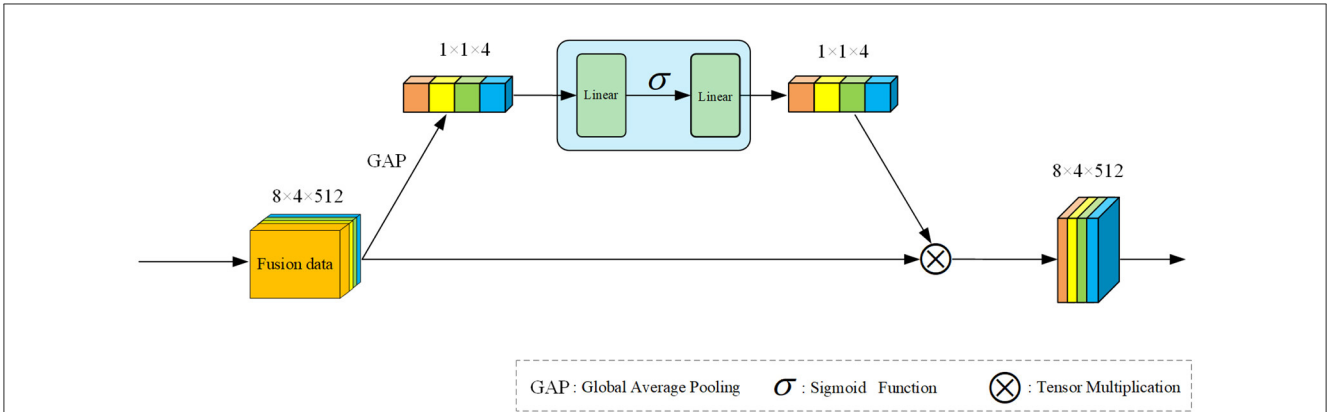 1×1×4
1×1×4
Linear
σ
Linear
GAP
8×4×512
8×4×512
Fusion data
GAP : Global Average Pooling
σ : Sigmoid Function
: Tensor Multiplication